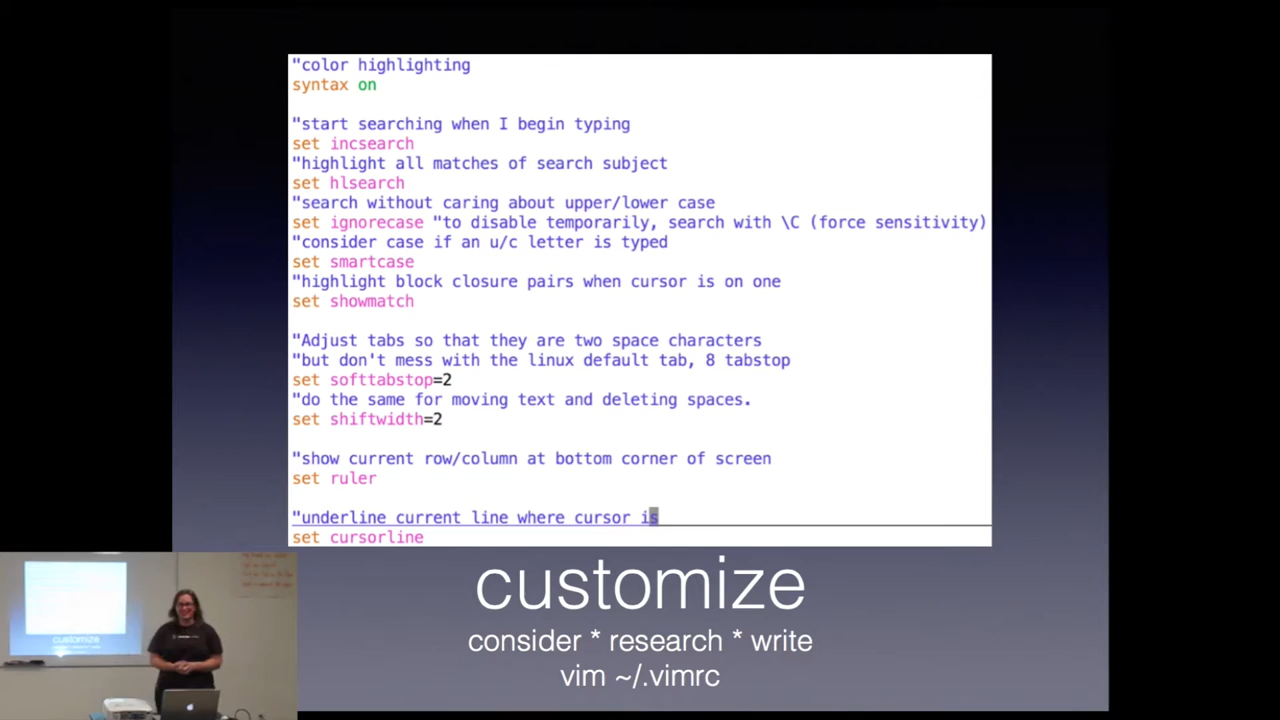 "color highlighting
syntax on
"start searching when I begin typing
set incsearch
"highlight all matches of search subject
set hlsearch
"search without caring about upper/lower case
set ignorecase "to disable temporarily, search with \C (force sensitivity)
"consider case if an u/c letter is typed
set smartcase
"highlight block closure pairs when cursor is on one
set showmatch
"Adjust tabs so that they are two space characters
"but don't mess with the linux default tab, 8 tabstop
set softtabstop=2
"do the same for moving text and deleting spaces.
set shiftwidth=2
"show current row/column at bottom corner of screen
set ruler
"underline current line where cursor is
set cursorline
customize
consider * research * write
vim ~/.vimrc
customize